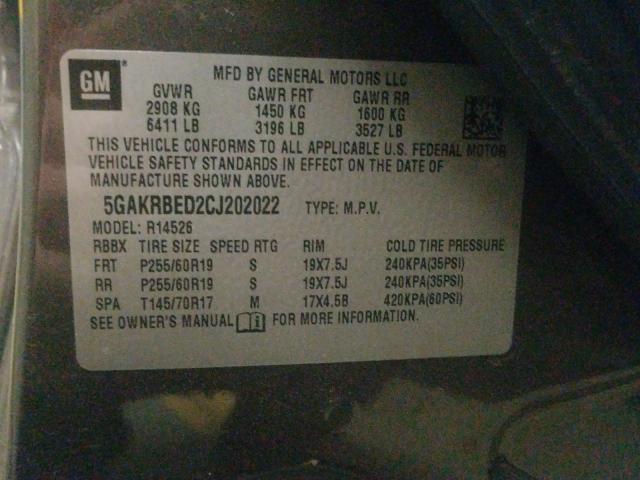 GM
MFD BY GENERAL MOTORS LLC
GVWR GAWR FRT GAWR RR
2908 KG 1450 KG 1600 KG
6411 LB 3196 LB 3527 LB
THIS VEHICLE CONFORMS TO ALL APPLICABLE U.S. FEDERAL MOTOR
VEHICLE SAFETY STANDARDS IN EFFECT ON THE DATE OF
MANUFACTURE SHOWN ABOVE.
5GAKRBED2CJ202022 TYPE: M.P.V.
MODEL: R14526
RBBX TIRE SIZE SPEED RTG RIM COLD TIRE PRESSURE
FRT P255/60R19 S 19X7.5J 240KPA(35PSI)
RR P255/60R19 S 19X7.5J 240KPA(35PSI)
SPA T145/70R17 M 17X4.5B 420KPA(60PSI)
SEE OWNER'S MANUAL i FOR MORE INFORMATION.